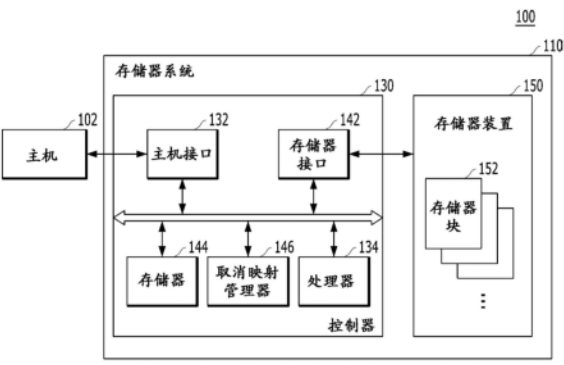 100
110
存储器系统
130
150
102
132
142
存储器装置
主机
主机接口
存储器
接口
152
存储器
块
144
146
134
存储器
取消映射
管理器
处理器
控制器